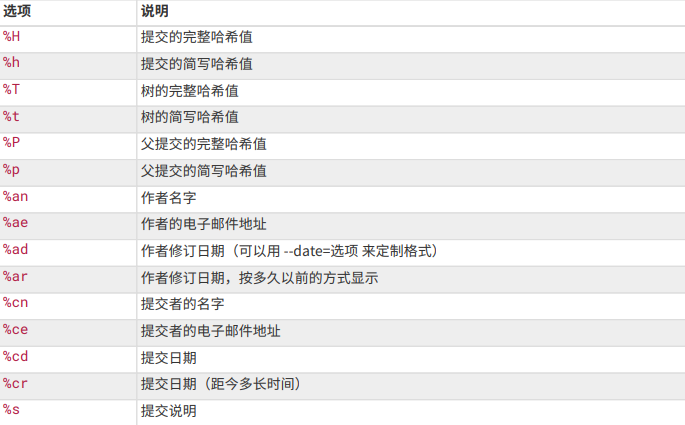 选项 说明
%H 提交的完整哈希值
%h 提交的简写哈希值
%T 树的完整哈希值
%t 树的简写哈希值
%P 父提交的完整哈希值
%p 父提交的简写哈希值
%an 作者名字
%ae 作者的电子邮件地址
%ad 作者修订日期（可以用 --date=选项 来定制格式）
%ar 作者修订日期，按多久以前的方式显示
%cn 提交者的名字
%ce 提交者的电子邮件地址
%cd 提交日期
%cr 提交日期（距今多长时间）
%s 提交说明